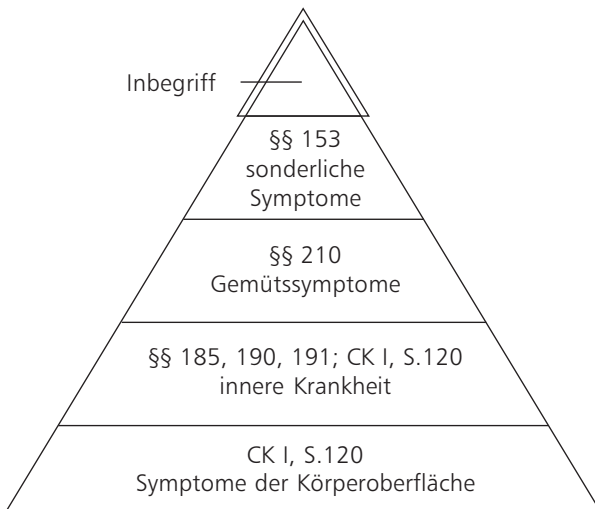 Inbegriff
§§ 153
sonderliche
Symptome
§§ 210
Gemütssymptome
§§ 185, 190, 191; CK I, S.120
innere Krankheit
CK I, S.120
Symptome der Körperoberfläche